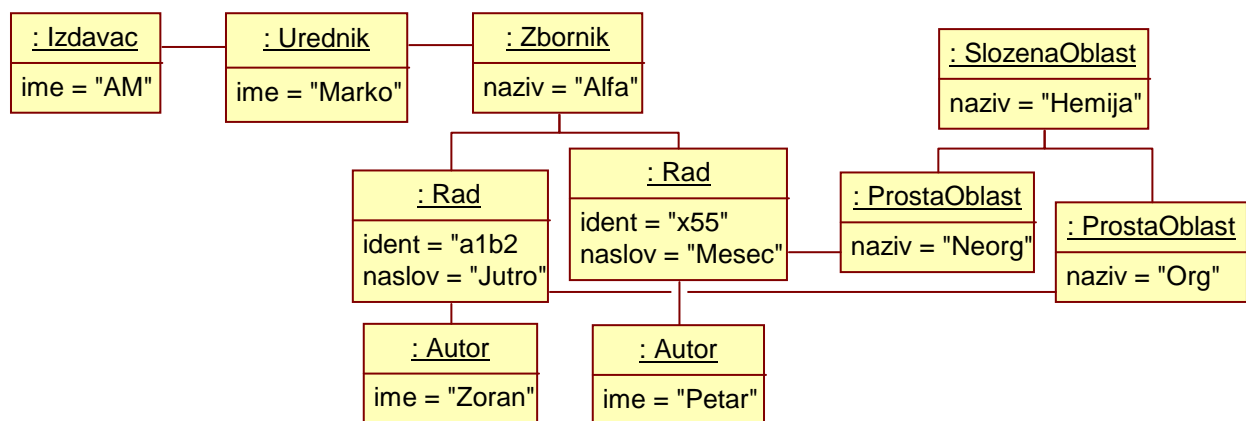 : Izdavac
ime = "AM"
: Urednik
ime = "Marko"
: Zbornik
naziv = "Alfa"
: SlozenaOblast
naziv = "Hemija"
: Rad
ident = "a1b2
naslov = "Jutro"
: Rad
ident = "x55"
naslov = "Mesec"
: ProstaOblast
naziv = "Neorg"
: ProstaOblast
naziv = "Org"
: Autor
ime = "Zoran"
: Autor
ime = "Petar"